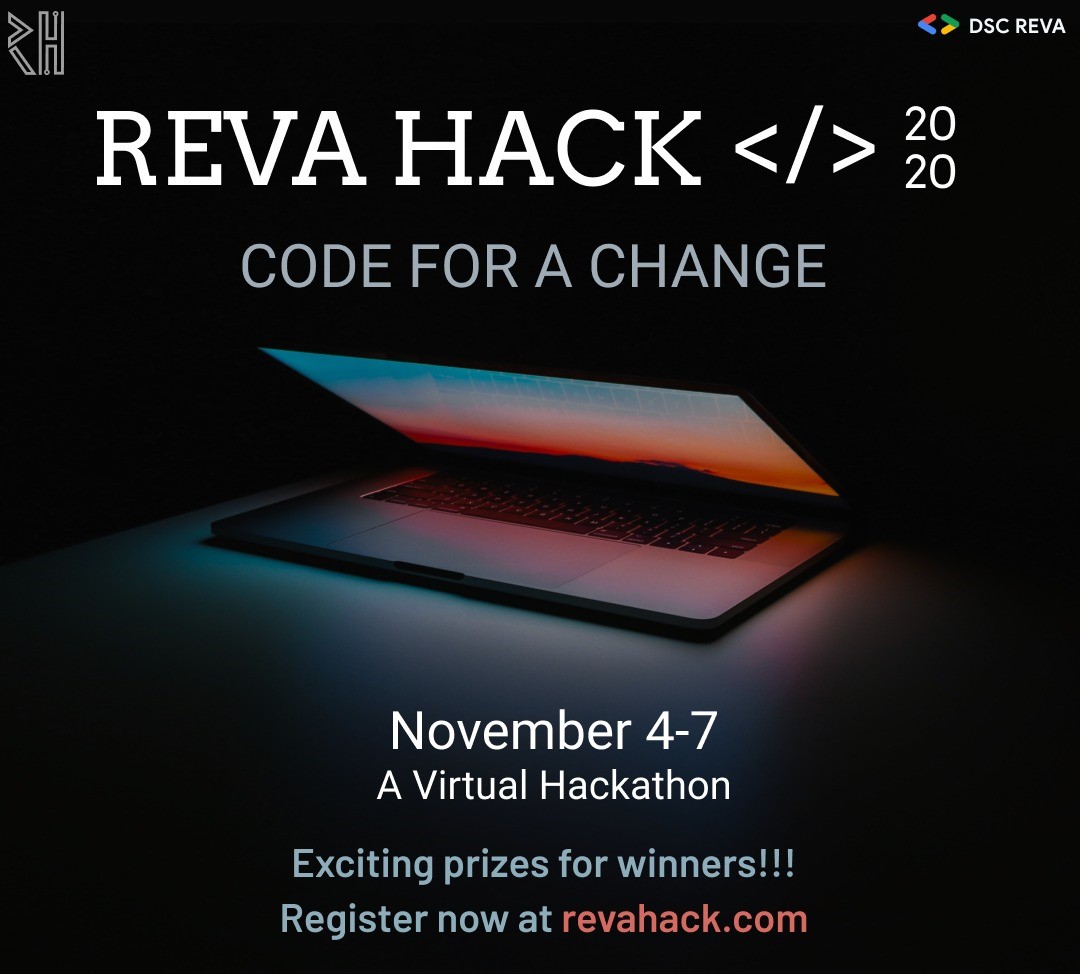 RH
DSC REVA
REVA HACK </> 20
20
CODE FOR A CHANGE
November 4-7
A Virtual Hackathon
Exciting prizes for winners!!!
Register now at revahack.com